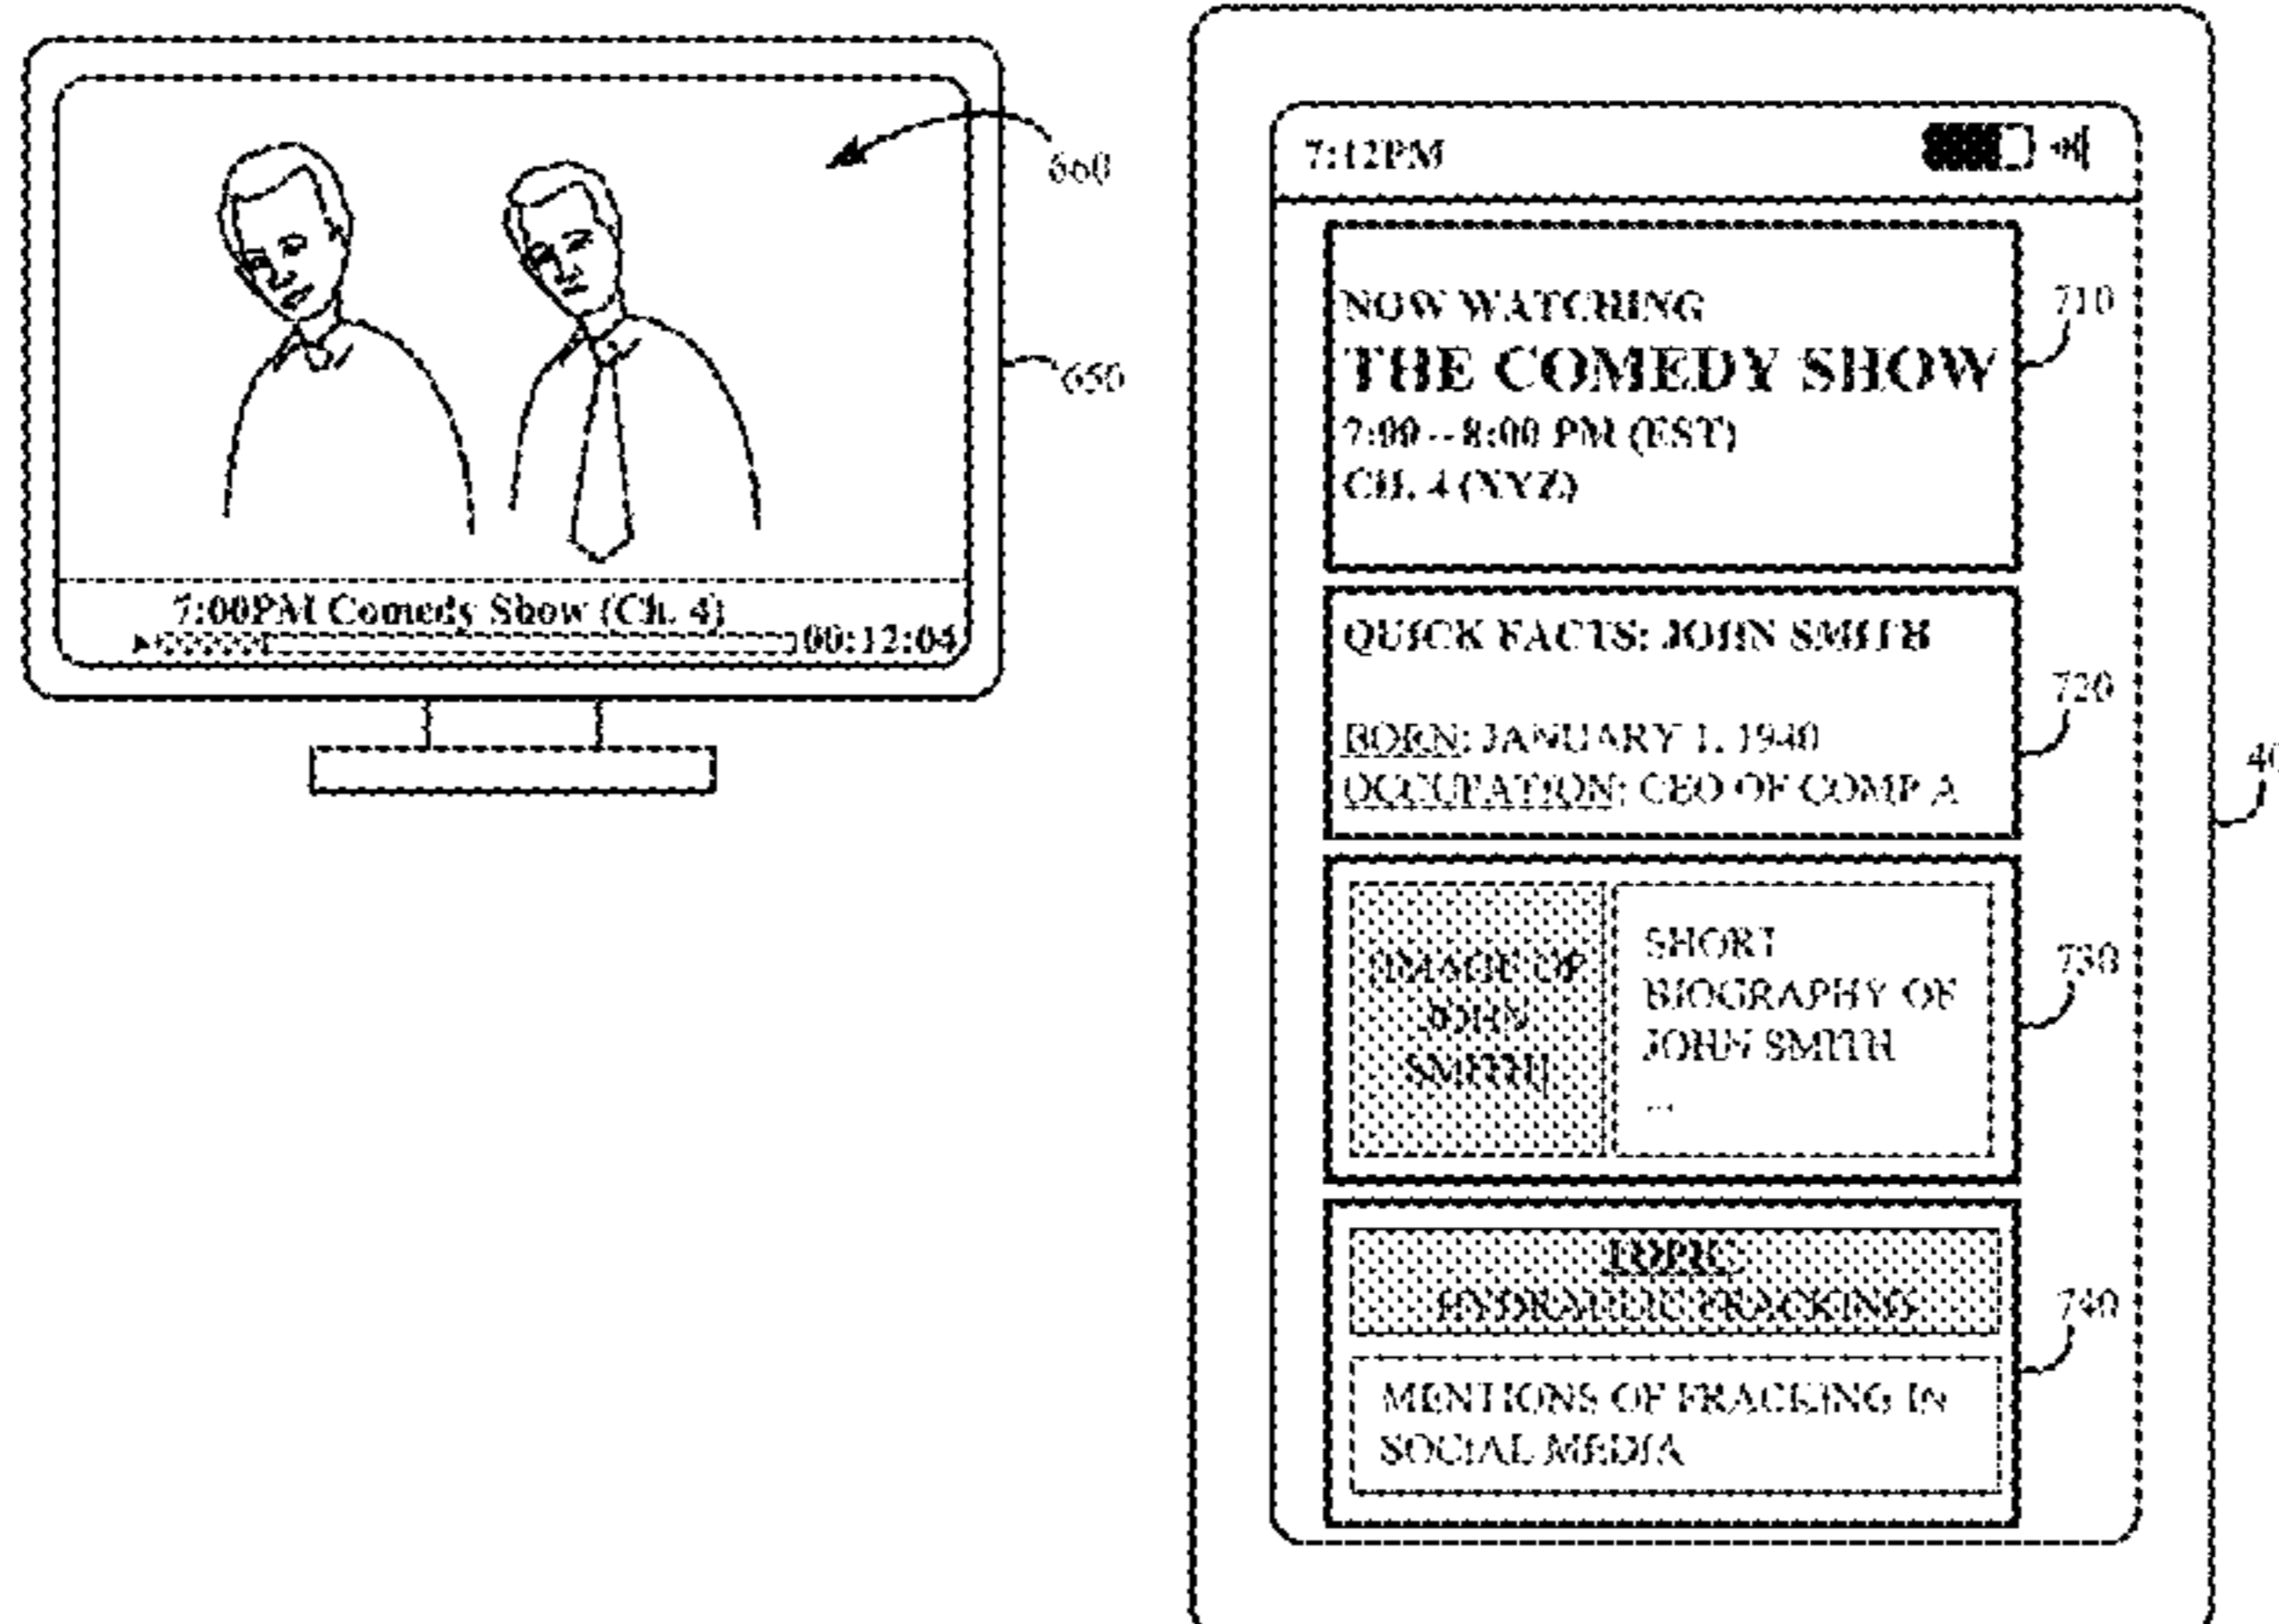 660
650
7:00PM Comedy Show (Ch. 4)
00:12:04
7:12PM
NOW WATCHING
THE COMEDY SHOW
7:00 -- 8:00 PM (EST)
CH. 4 (XYZ)
710
QUICK FACTS: JOHN SMITH
BORN: JANUARY 1, 1940
OCCUPATION: CEO OF COMP A
720
40
IMAGE OF
JOHN
SMITH
SHORT
BIOGRAPHY OF
JOHN SMITH
...
730
TOPIC
HYDRAULIC FRACKING
MENTIONS OF FRACKING IN
SOCIAL MEDIA
740